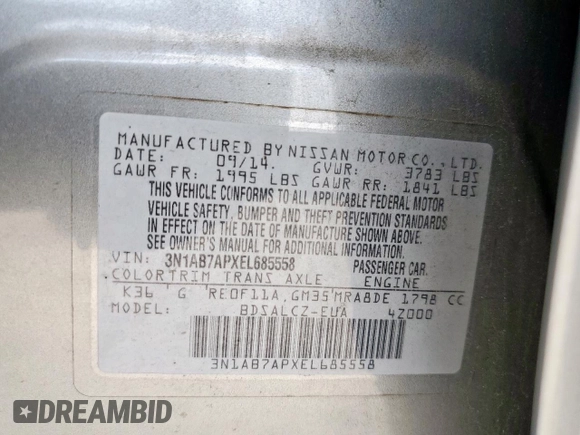 MANUFACTURED BY NISSAN MOTOR CO., LTD.
DATE: 09/14. GVWR: 3783 LBS
GAWR FR: 1995 LBS GAWR RR: 1841 LBS
THIS VEHICLE CONFORMS TO ALL APPLICABLE FEDERAL MOTOR
VEHICLE SAFETY, BUMPER AND THEFT PREVENTION STANDARDS
IN EFFECT ON THE DATE OF MANUFACTURE SHOWN ABOVE.
SEE OWNER'S MANUAL FOR ADDITIONAL INFORMATION.
VIN: 3N1AB7APXEL685558 PASSENGER CAR.
COLOR TRIM TRANS AXLE ENGINE
K36 G RE0F11A GM35 MRA8DE 1798 CC
MODEL: BDSALCZ-EUA 4Z000
3N1AB7APXEL685558
DREAMBID